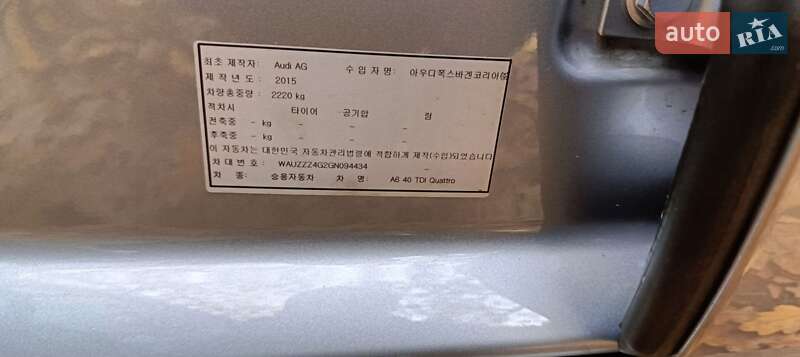 auto RIA.com
최초 제작자: Audi AG 수 입 자 명: 아우디폭스바겐코리아㈜
제 작 년 도 : 2015
차량총중량: 2220 kg
적차시 타이어 공기압 림
전축중 - kg - - -
후축중 - kg - - -
이 자동차는 대한민국 자동차관리법령에 적합하게 제작(수입)되었습니다
차 대 번 호: WAUZZZ4G2GN094434 -
차 종: 승용자동차 차 명: A6 40 TDI Quattro